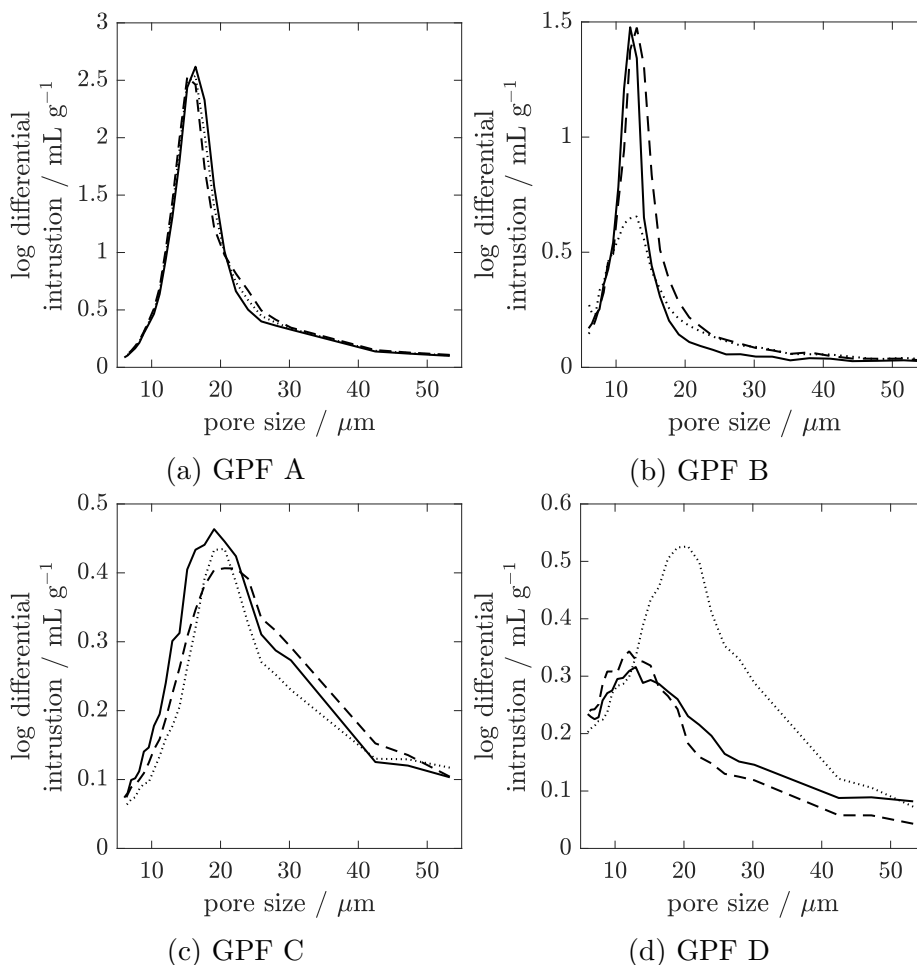 3
2.5
2
1.5
1
0.5
0
10 20 30 40 50
log differential
intrustion / mL g⁻¹
pore size / μm
(a) GPF A
1.5
1
0.5
0
10 20 30 40 50
log differential
intrustion / mL g⁻¹
pore size / μm
(b) GPF B
0.5
0.4
0.3
0.2
0.1
0
10 20 30 40 50
log differential
intrustion / mL g⁻¹
pore size / μm
(c) GPF C
0.6
0.5
0.4
0.3
0.2
0.1
0
10 20 30 40 50
log differential
intrustion / mL g⁻¹
pore size / μm
(d) GPF D